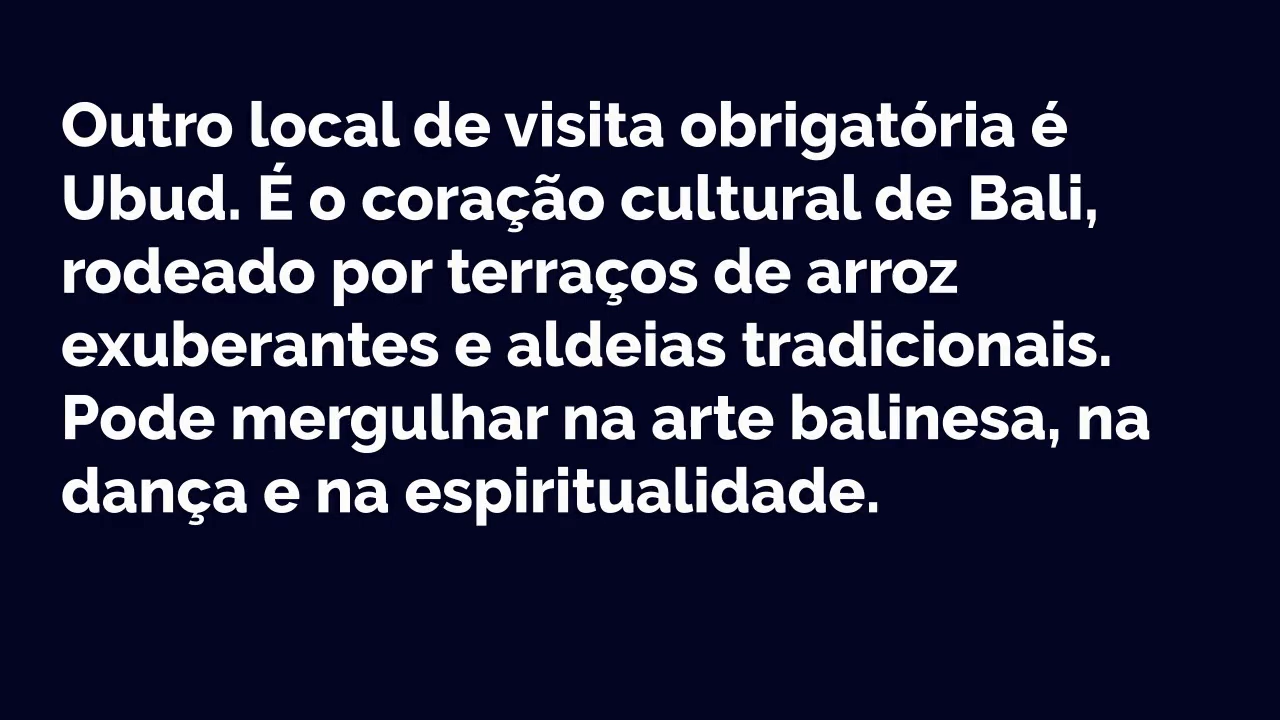 Outro local de visita obrigatória é
Ubud. É o coração cultural de Bali,
rodeado por terraços de arroz
exuberantes e aldeias tradicionais.
Pode mergulhar na arte balinesa, na
dança e na espiritualidade.